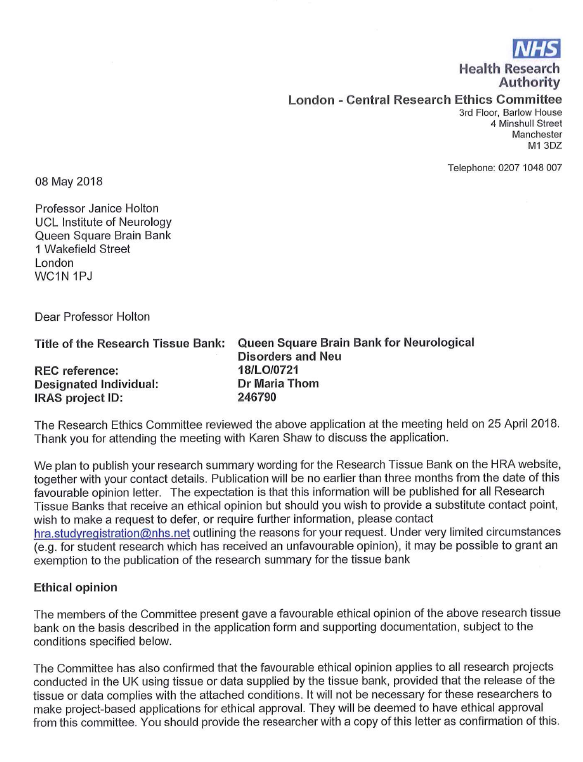 NHS
Health Research
Authority
London - Central Research Ethics Committee
3rd Floor, Barlow House
4 Minshull Street
Manchester
M1 3DZ
Telephone: 0207 1048 007
08 May 2018
Professor Janice Holton
UCL Institute of Neurology
Queen Square Brain Bank
1 Wakefield Street
London
WC1N 1PJ
Dear Professor Holton
Title of the Research Tissue Bank: Queen Square Brain Bank for Neurological
Disorders and Neu
REC reference: 18/LO/0721
Designated Individual: Dr Maria Thom
IRAS project ID: 246790
The Research Ethics Committee reviewed the above application at the meeting held on 25 April 2018.
Thank you for attending the meeting with Karen Shaw to discuss the application.
We plan to publish your research summary wording for the Research Tissue Bank on the HRA website,
together with your contact details. Publication will be no earlier than three months from the date of this
favourable opinion letter. The expectation is that this information will be published for all Research
Tissue Banks that receive an ethical opinion but should you wish to provide a substitute contact point,
wish to make a request to defer, or require further information, please contact
hra.studyregistration@nhs.net outlining the reasons for your request. Under very limited circumstances
(e.g. for student research which has received an unfavourable opinion), it may be possible to grant an
exemption to the publication of the research summary for the tissue bank
Ethical opinion
The members of the Committee present gave a favourable ethical opinion of the above research tissue
bank on the basis described in the application form and supporting documentation, subject to the
conditions specified below.
The Committee has also confirmed that the favourable ethical opinion applies to all research projects
conducted in the UK using tissue or data supplied by the tissue bank, provided that the release of the
tissue or data complies with the attached conditions. It will not be necessary for these researchers to
make project-based applications for ethical approval. They will be deemed to have ethical approval
from this committee. You should provide the researcher with a copy of this letter as confirmation of this.